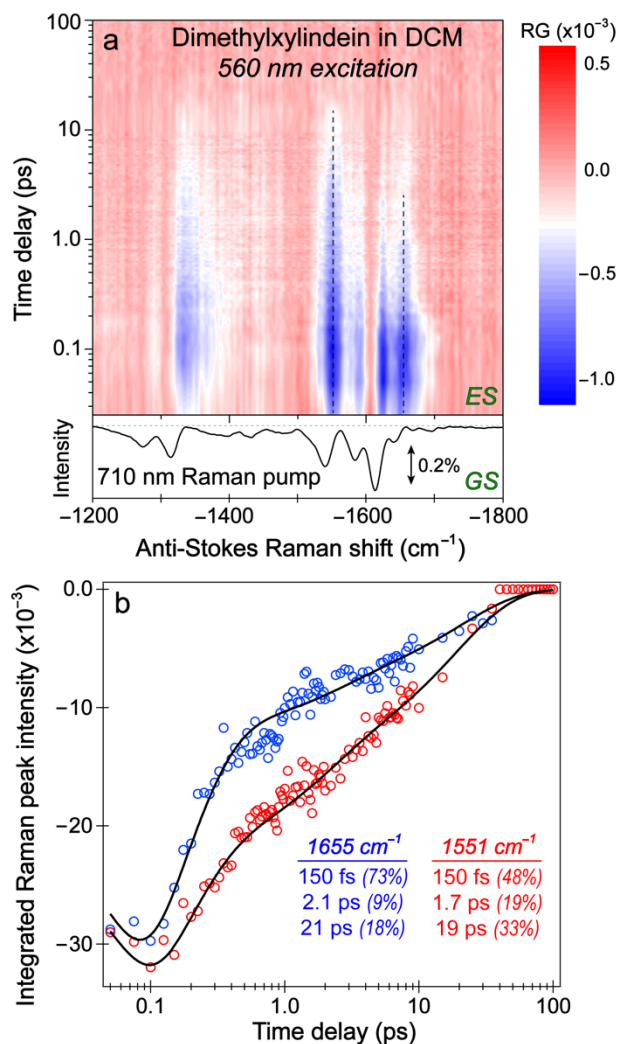 a
Dimethylxylindein in DCM
560 nm excitation
RG (x10⁻³)
100
10
1.0
0.1
Time delay (ps)
0.5
0.0
−0.5
−1.0
ES
Intensity
710 nm Raman pump
0.2%
GS
−1200
−1400
−1600
−1800
Anti-Stokes Raman shift (cm⁻¹)
b
Integrated Raman peak intensity (x10⁻³)
0.0
−10
−20
−30
1655 cm⁻¹ 1551 cm⁻¹
150 fs (73%) 150 fs (48%)
2.1 ps (9%) 1.7 ps (19%)
21 ps (18%) 19 ps (33%)
0.1
1.0
10
100
Time delay (ps)